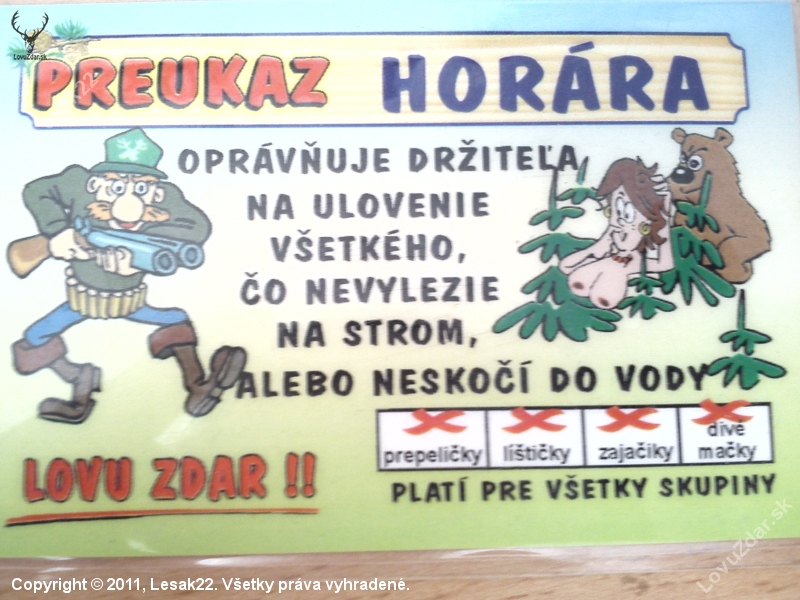 LovuZdar.sk
PREUKAZ HORÁRA
OPRÁVŇUJE DRŽITEĽA
NA ULOVENIE
VŠETKÉHO,
ČO NEVYLEZIE
NA STROM,
ALEBO NESKOČÍ DO VODY
prepeličky líštičky zajačiky divé mačky
LOVU ZDAR !!
PLATÍ PRE VŠETKY SKUPINY
Copyright © 2011, Lesak22. Všetky práva vyhradené.
LovuZdar.sk